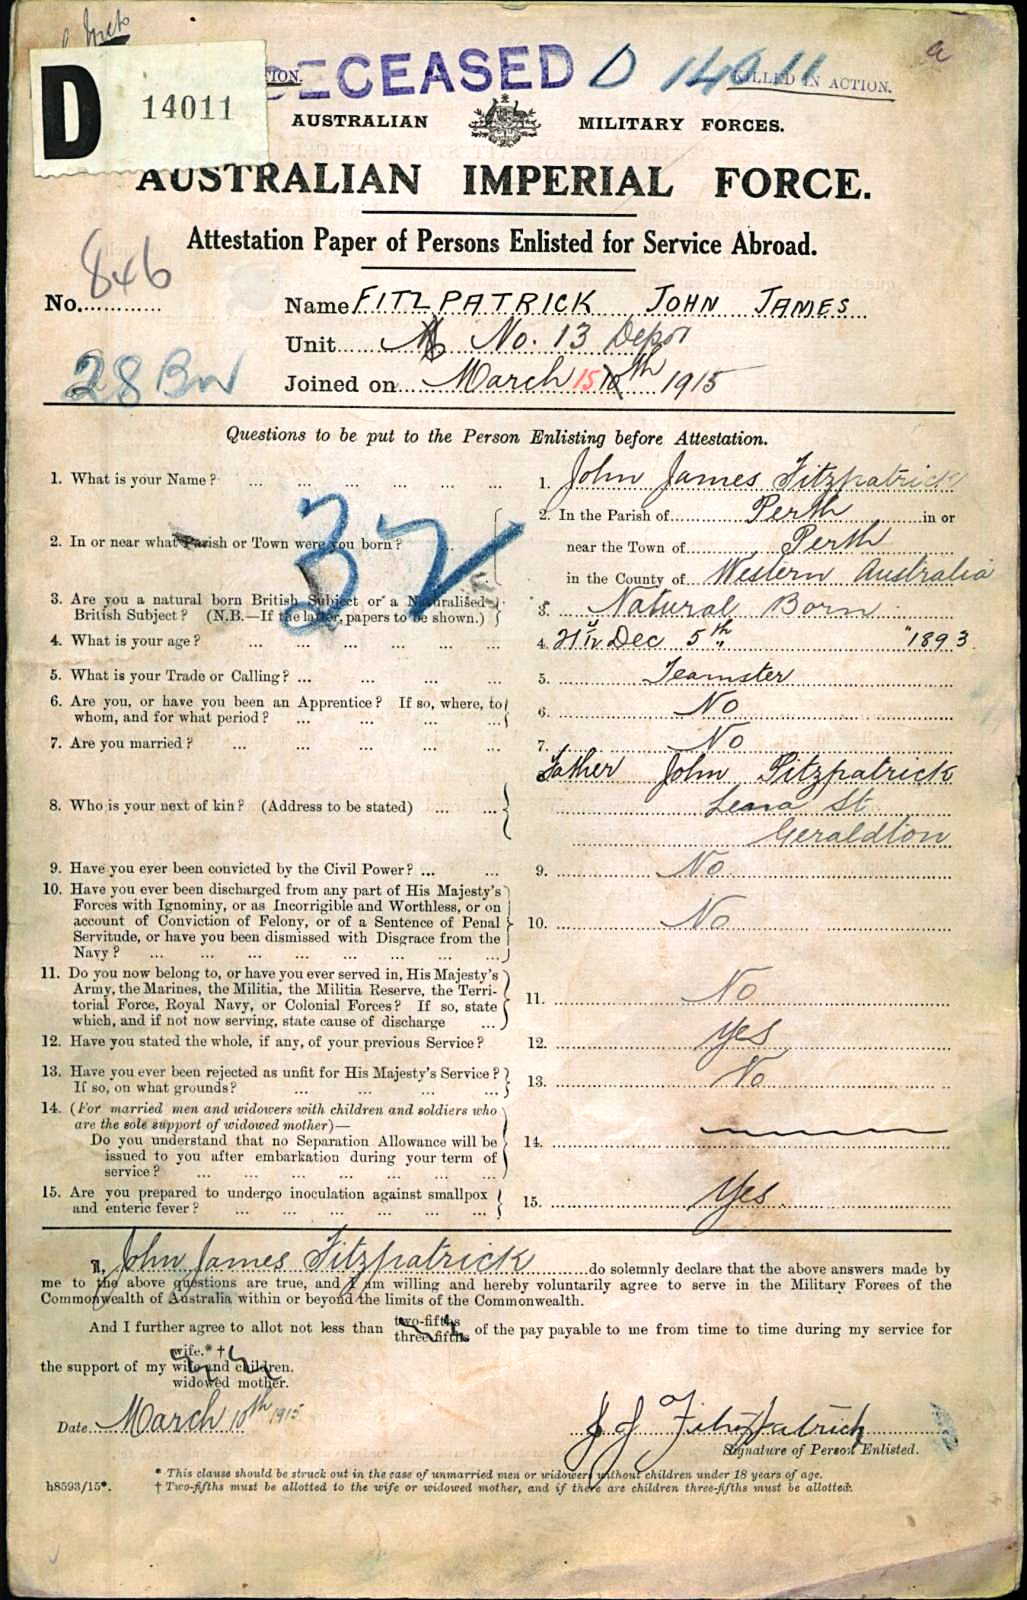 DECEASED D 14011 KILLED IN ACTION.
D 14011
TION.
a
AUSTRALIAN MILITARY FORCES.
AUSTRALIAN IMPERIAL FORCE.
Attestation Paper of Persons Enlisted for Service Abroad.
846
No............. Name FITZPATRICK JOHN JAMES
Unit No. 13 Depot
28 Bn Joined on March 15 10th 1915
Questions to be put to the Person Enlisting before Attestation.
1. What is your Name? ... 1. John James Fitzpatrick
32
2. In or near what Parish or Town were you born? 2. In the Parish of Perth in or
near the Town of Perth
in the County of Western Australia
3. Are you a natural born British Subject or a Naturalised
British Subject? (N.B.—If the latter, papers to be shown.) 3. Natural Born
4. What is your age? ... 4. 21 Dec 5th 1893
5. What is your Trade or Calling? ... 5. Teamster
6. Are you, or have you been an Apprentice? If so, where, to
whom, and for what period? ... 6. No
7. Are you married? ... 7. No
8. Who is your next of kin? (Address to be stated) ... Father John Fitzpatrick
St
Geraldton
9. Have you ever been convicted by the Civil Power? ... 9. No
10. Have you ever been discharged from any part of His Majesty's
Forces with Ignominy, or as Incorrigible and Worthless, or on
account of Conviction of Felony, or of a Sentence of Penal
Servitude, or have you been dismissed with Disgrace from the
Navy? ... 10. No
11. Do you now belong to, or have you ever served in, His Majesty's
Army, the Marines, the Militia, the Militia Reserve, the Terri-
torial Force, Royal Navy, or Colonial Forces? If so, state
which, and if not now serving, state cause of discharge ... 11. No
12. Have you stated the whole, if any, of your previous Service? 12. Yes
13. Have you ever been rejected as unfit for His Majesty's Service?
If so, on what grounds? ... 13. No
14. (For married men and widowers with children and soldiers who
are the sole support of widowed mother)—
Do you understand that no Separation Allowance will be
issued to you after embarkation during your term of
service? ... 14.
15. Are you prepared to undergo inoculation against smallpox
and enteric fever? ... 15. Yes
I, John James Fitzpatrick do solemnly declare that the above answers made by
me to the above questions are true, and I am willing and hereby voluntarily agree to serve in the Military Forces of the
Commonwealth of Australia within or beyond the limits of the Commonwealth.
And I further agree to allot not less than two-fifths three-fifths of the pay payable to me from time to time during my service for
wife.* †
the support of my wife and children.
widowed mother.
Date March 10th 1915 J J Fitzpatrick
Signature of Person Enlisted.
* This clause should be struck out in the case of unmarried men or widowers without children under 18 years of age.
h8593/15*. † Two-fifths must be allotted to the wife or widowed mother, and if there are children three-fifths must be allotted.